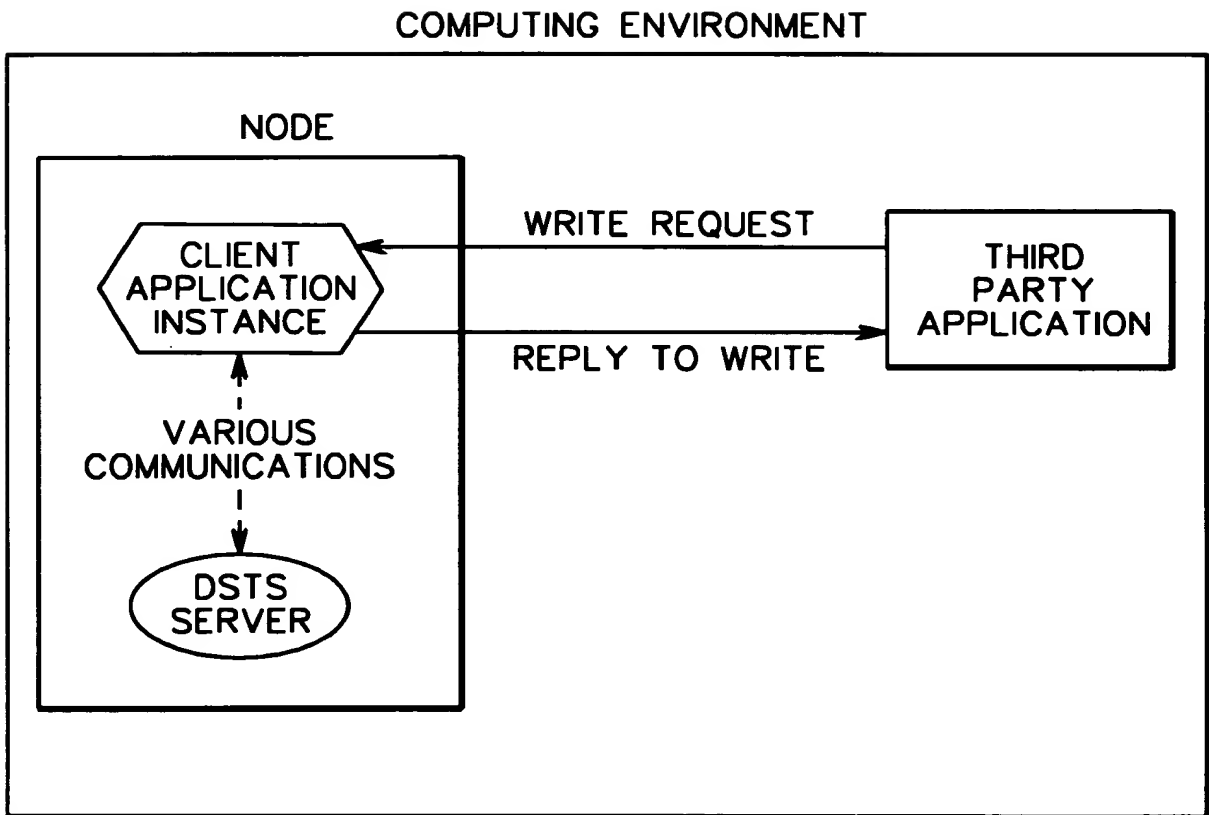 COMPUTING ENVIRONMENT
NODE
CLIENT
APPLICATION
INSTANCE
WRITE REQUEST
REPLY TO WRITE
THIRD
PARTY
APPLICATION
VARIOUS
COMMUNICATIONS
DSTS
SERVER